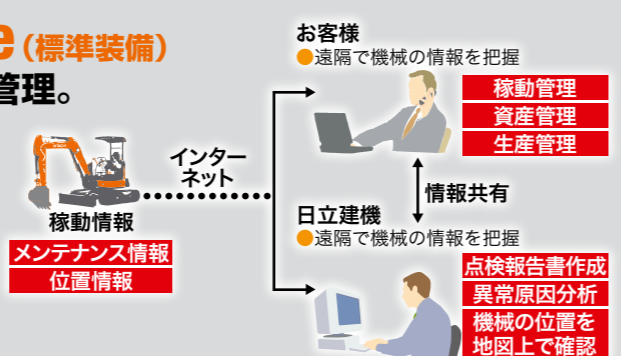 e（標準装備）
管理。
お客様
●遠隔で機械の情報を把握
稼動管理
資産管理
生産管理
インター
ネット
稼動情報
メンテナンス情報
位置情報
情報共有
日立建機
●遠隔で機械の情報を把握
点検報告書作成
異常原因分析
機械の位置を
地図上で確認